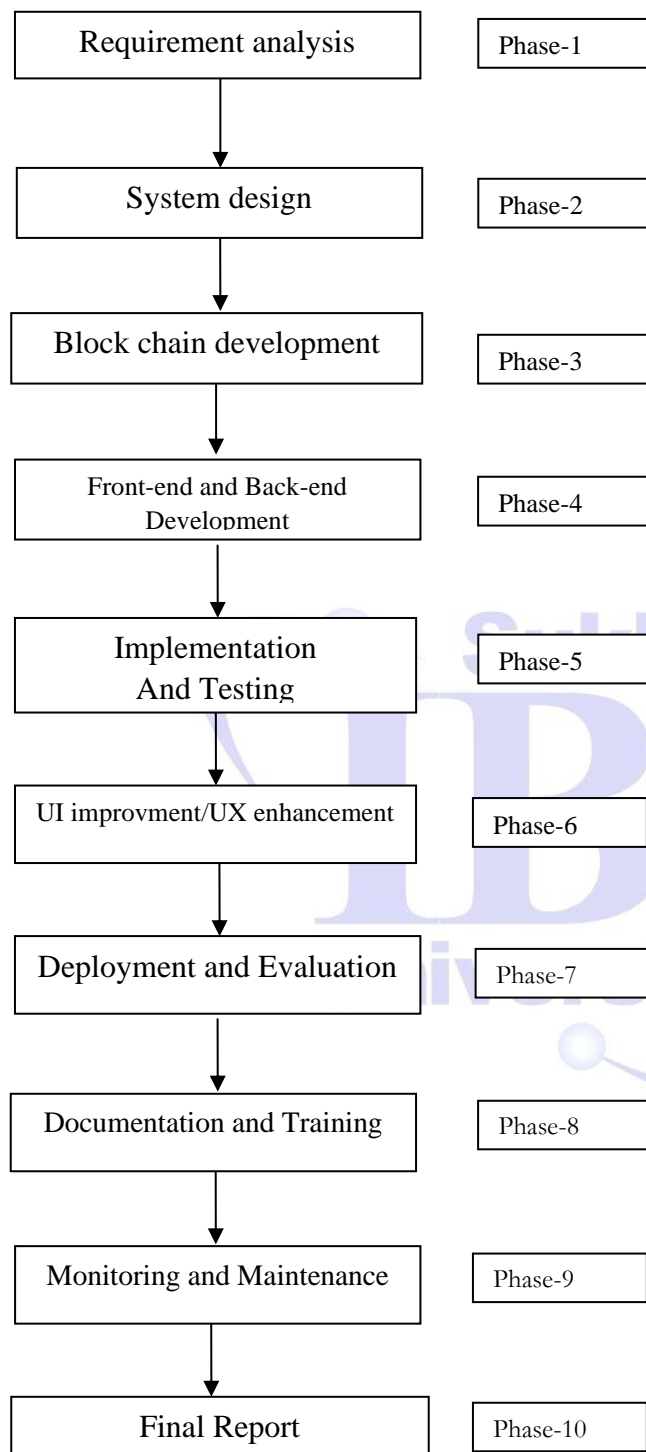 Requirement analysis
Phase-1
System design
Phase-2
Block chain development
Phase-3
Front-end and Back-end
Development
Phase-4
Implementation
And Testing
Phase-5
UI improvment/UX enhancement
Phase-6
Deployment and Evaluation
Phase-7
Documentation and Training
Phase-8
Monitoring and Maintenance
Phase-9
Final Report
Phase-10